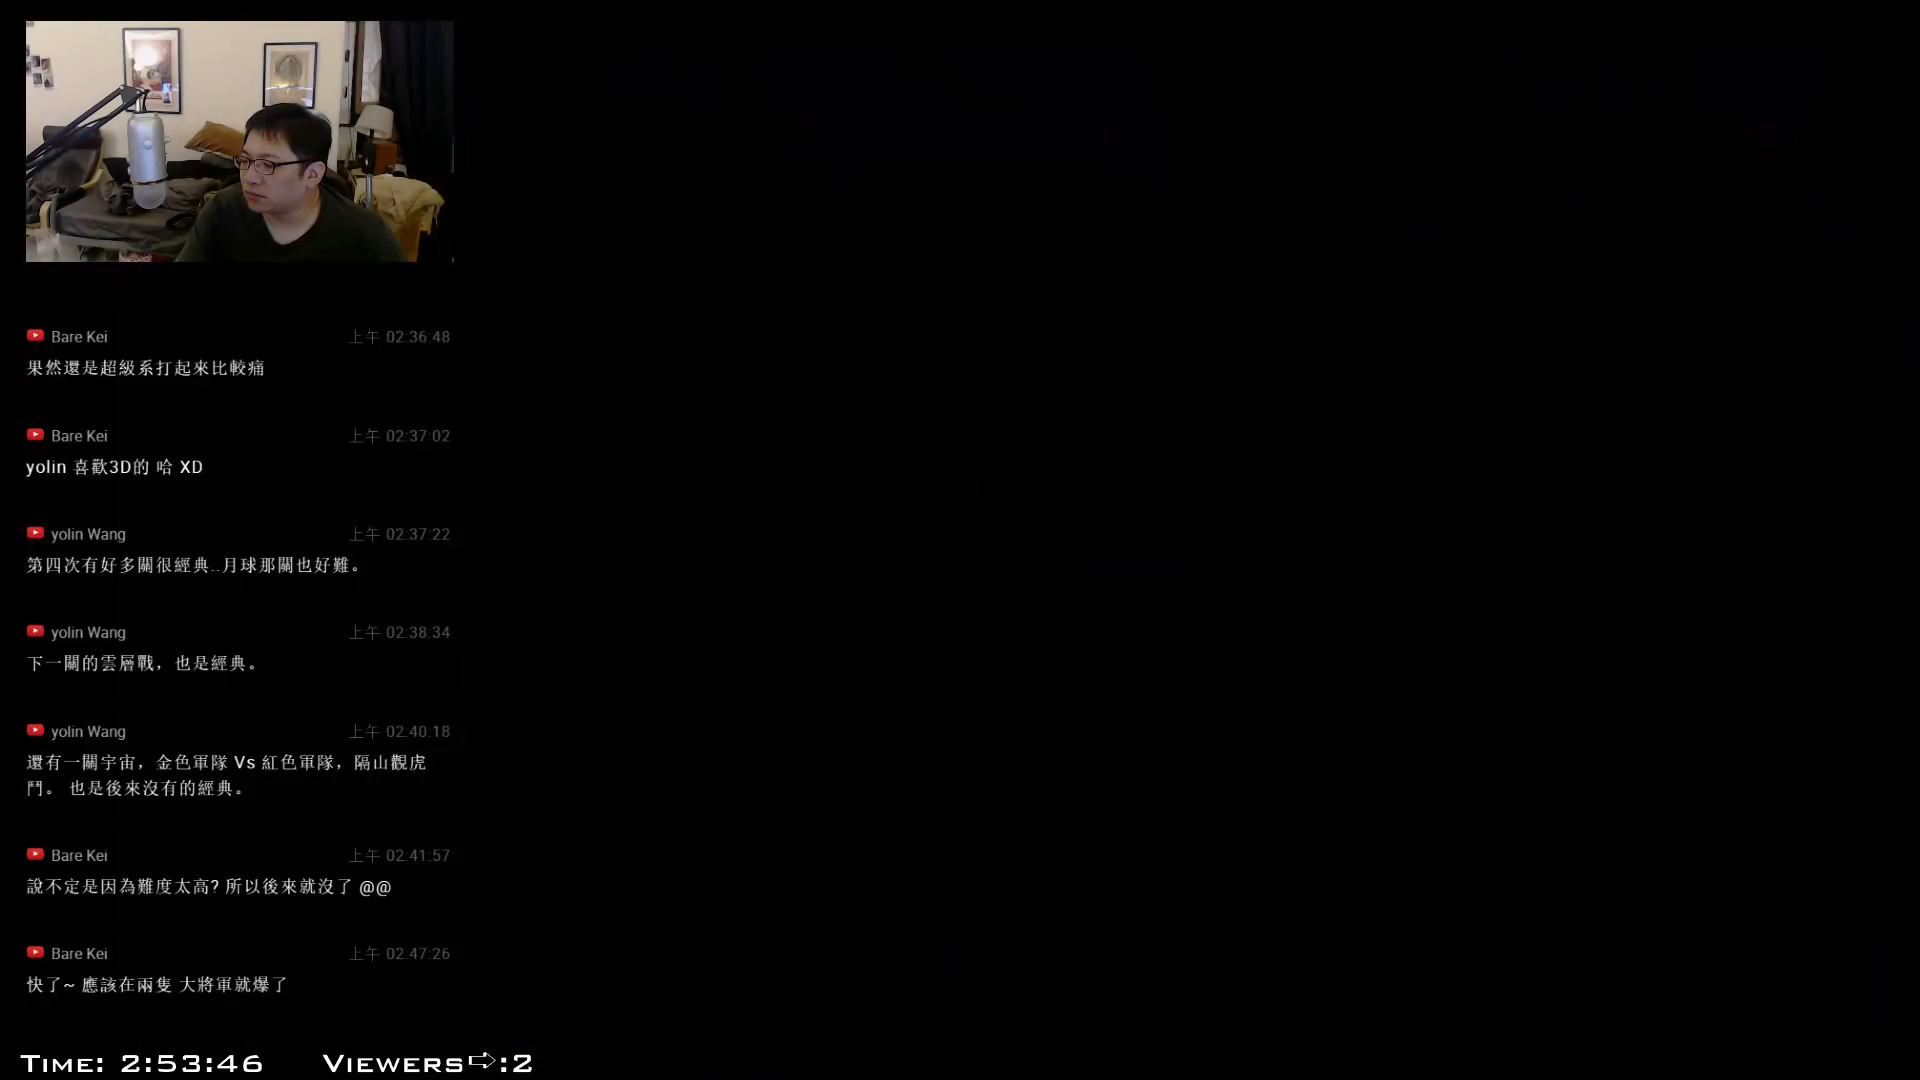 Bare Kei 上午 02:36:48
果然還是超級系打起來比較痛
Bare Kei 上午 02:37:02
yolin 喜歡3D的 哈 XD
yolin Wang 上午 02:37:22
第四次有好多關很經典..月球那關也好難。
yolin Wang 上午 02:38:34
下一關的雲層戰，也是經典。
yolin Wang 上午 02:40:18
還有一關宇宙，金色軍隊 Vs 紅色軍隊，隔山觀虎
鬥。 也是後來沒有的經典。
Bare Kei 上午 02:41:57
說不定是因為難度太高? 所以後來就沒了 @@
Bare Kei 上午 02:47:26
快了~ 應該在兩隻 大將軍就爆了
TIME: 2:53:46 VIEWERS⇨:2